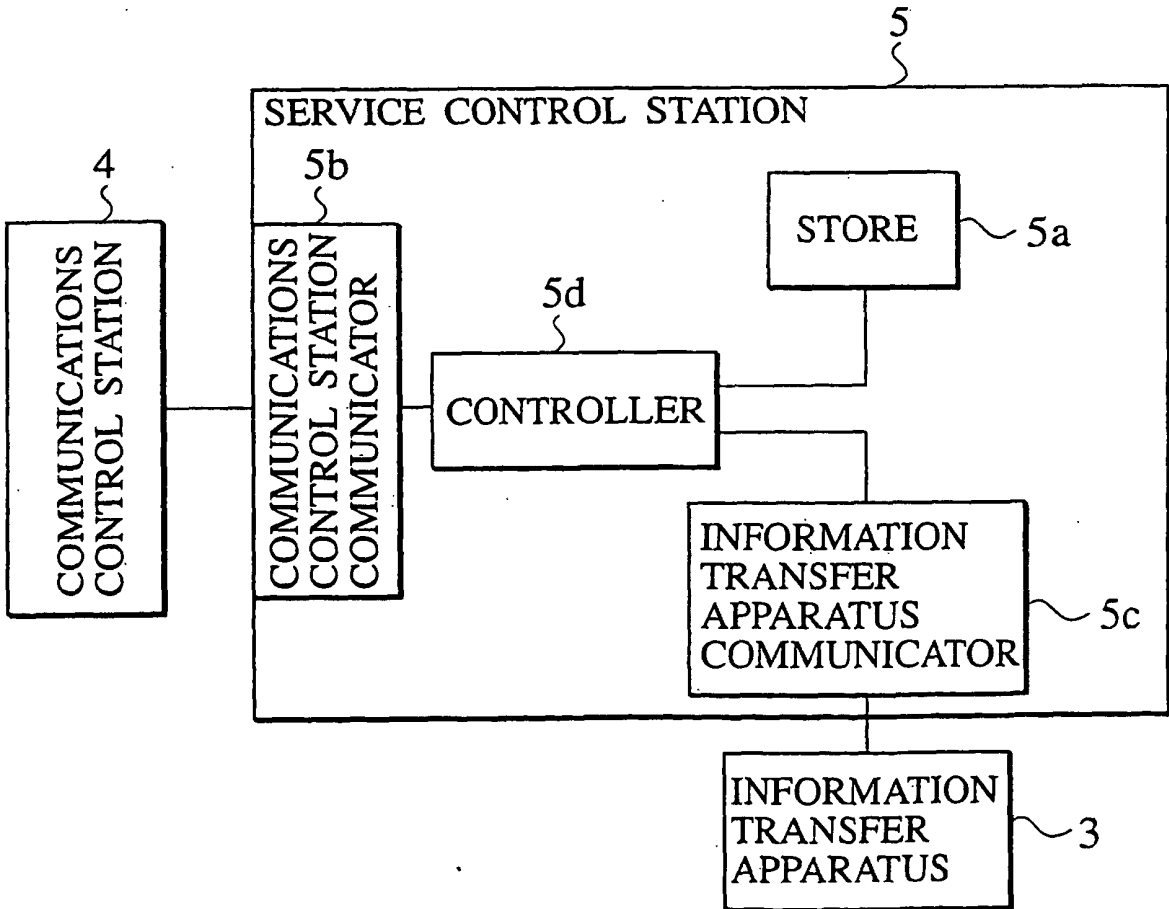 5
SERVICE CONTROL STATION
4
COMMUNICATIONS
CONTROL STATION
5b
COMMUNICATIONS
CONTROL STATION
COMMUNICATOR
5d
CONTROLLER
STORE
5a
INFORMATION
TRANSFER
APPARATUS
COMMUNICATOR
5c
INFORMATION
TRANSFER
APPARATUS
3